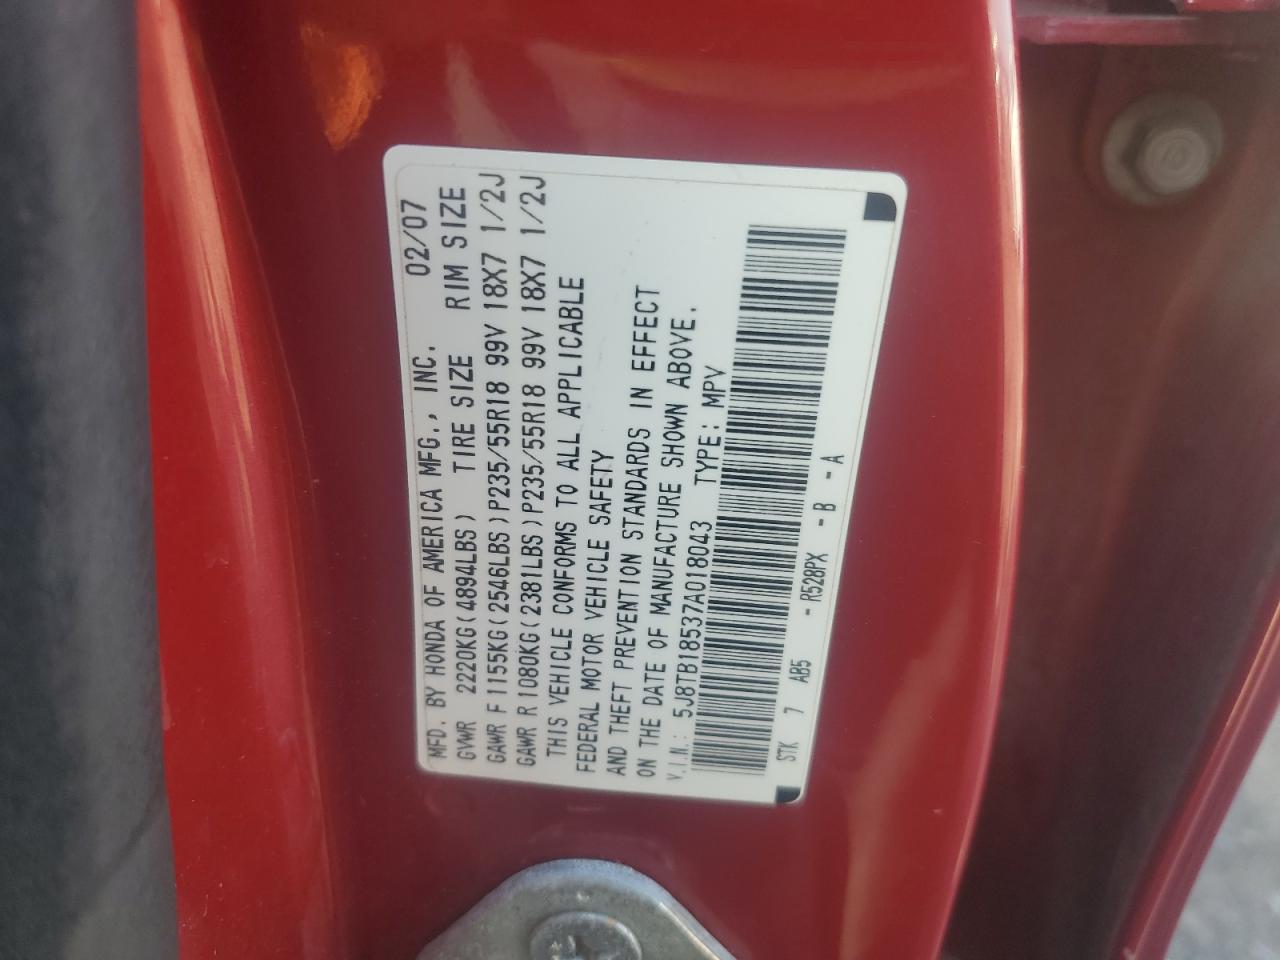 MFD. BY HONDA OF AMERICA MFG., INC. 02/07
GVWR 2220KG(4894LBS) TIRE SIZE RIM SIZE
GAWR F 1155KG(2546LBS)P235/55R18 99V 18X7 1/2J
GAWR R 1080KG(2381LBS)P235/55R18 99V 18X7 1/2J
THIS VEHICLE CONFORMS TO ALL APPLICABLE
FEDERAL MOTOR VEHICLE SAFETY
AND THEFT PREVENTION STANDARDS IN EFFECT
ON THE DATE OF MANUFACTURE SHOWN ABOVE.
V.I.N.: 5J8TB18537A018043 TYPE: MPV
STK 7 AB5 - R528PX - B - A